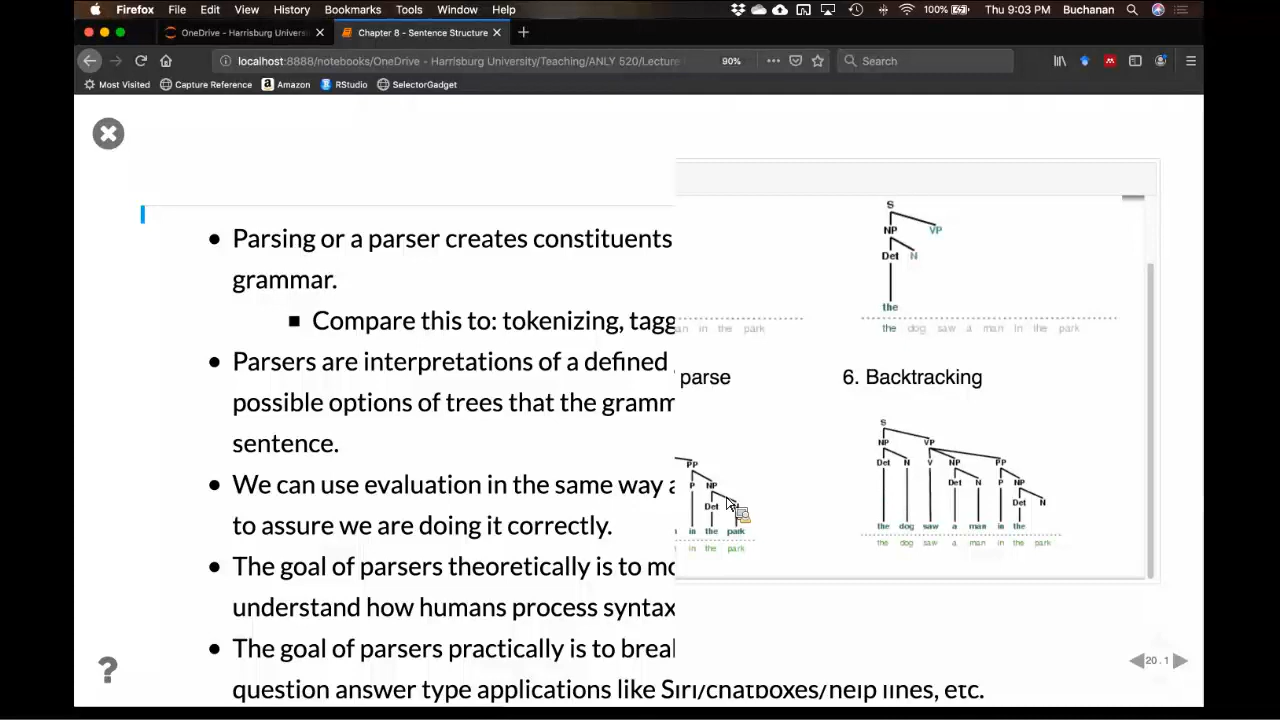 Firefox File Edit View History Bookmarks Tools Window Help 100% Thu 9:03 PM Buchanan
OneDrive - Harrisburg Universi Chapter 8 - Sentence Structure
localhost:8888/notebooks/OneDrive - Harrisburg University/Teaching/ANLY 520/Lecture 90% Search
Most Visited Capture Reference Amazon RStudio SelectorGadget
Parsing or a parser creates constituents
grammar.
Compare this to: tokenizing, tagg
Parsers are interpretations of a defined
possible options of trees that the gramm
sentence.
We can use evaluation in the same way a
to assure we are doing it correctly.
The goal of parsers theoretically is to mo
understand how humans process syntax
The goal of parsers practically is to break
question answer type applications like Siri/chatboxes/help lines, etc.
an in the park
S
NP VP
Det N
the
the dog saw a man in the park
parse
6. Backtracking
PP
P NP
Det
in the park
in the park
S
NP VP
Det N V NP PP
Det N P NP
Det N
the dog saw a man in the
the dog saw a man in the park
?
20.1